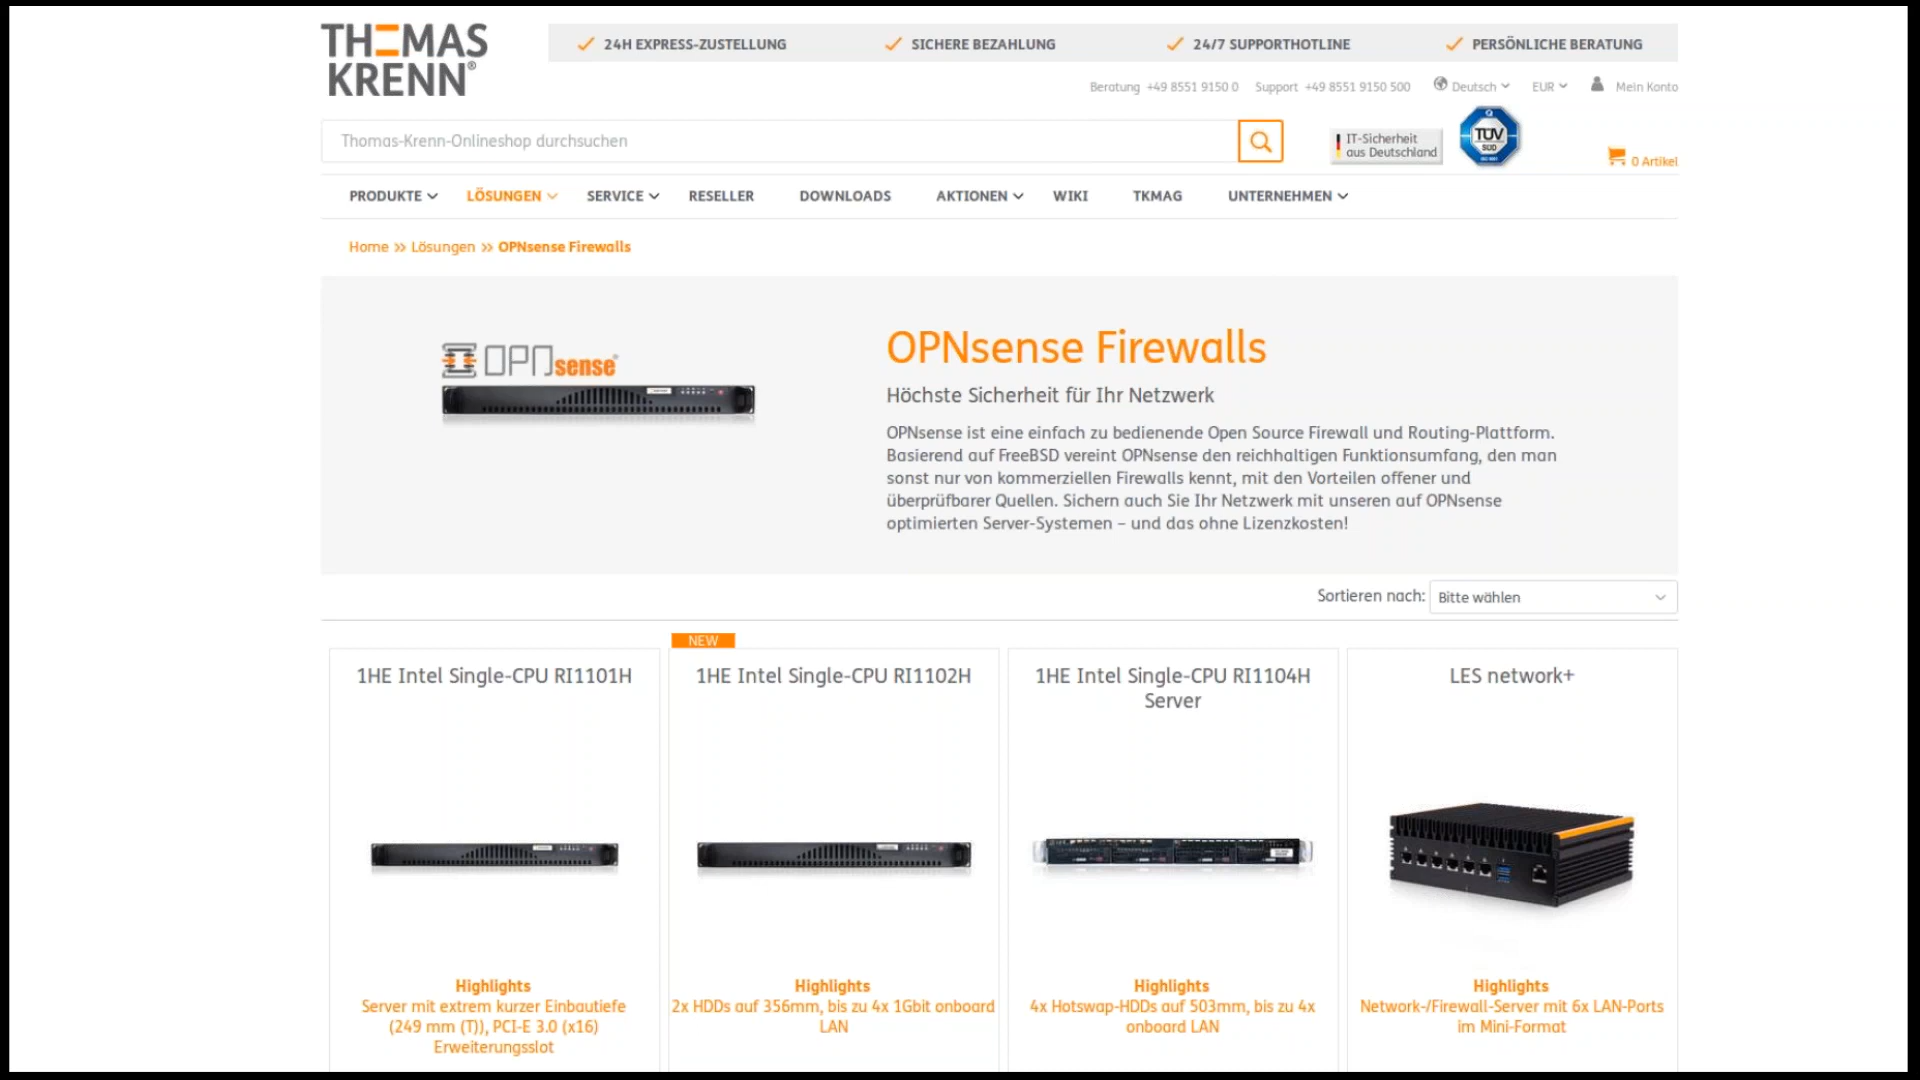 THOMAS
KRENN®
24H EXPRESS-ZUSTELLUNG
SICHERE BEZAHLUNG
24/7 SUPPORTHOTLINE
PERSÖNLICHE BERATUNG
Beratung +49 8551 9150 0
Support +49 8551 9150 500
Deutsch
EUR
Mein Konto
Thomas-Krenn-Onlineshop durchsuchen
IT-Sicherheit
aus Deutschland
TÜV
SÜD
0 Artikel
PRODUKTE
LÖSUNGEN
SERVICE
RESELLER
DOWNLOADS
AKTIONEN
WIKI
TKMAG
UNTERNEHMEN
Home » Lösungen » OPNsense Firewalls
OPNsense
OPNsense Firewalls
Höchste Sicherheit für Ihr Netzwerk
OPNsense ist eine einfach zu bedienende Open Source Firewall und Routing-Plattform.
Basierend auf FreeBSD vereint OPNsense den reichhaltigen Funktionsumfang, den man
sonst nur von kommerziellen Firewalls kennt, mit den Vorteilen offener und
überprüfbarer Quellen. Sichern auch Sie Ihr Netzwerk mit unseren auf OPNsense
optimierten Server-Systemen – und das ohne Lizenzkosten!
Sortieren nach: Bitte wählen
1HE Intel Single-CPU RI1101H
Highlights
Server mit extrem kurzer Einbautiefe
(249 mm (T)), PCI-E 3.0 (x16)
Erweiterungsslot
NEW
1HE Intel Single-CPU RI1102H
Highlights
2x HDDs auf 356mm, bis zu 4x 1Gbit onboard
LAN
1HE Intel Single-CPU RI1104H
Server
Highlights
4x Hotswap-HDDs auf 503mm, bis zu 4x
onboard LAN
LES network+
Highlights
Network-/Firewall-Server mit 6x LAN-Ports
im Mini-Format